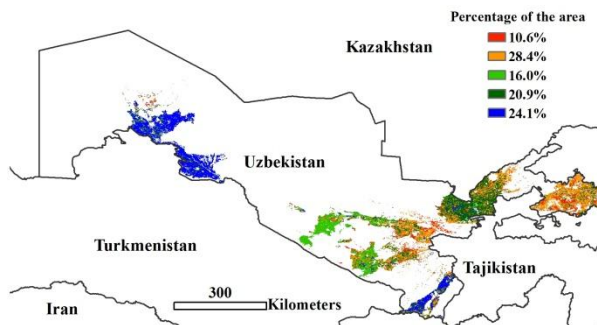 Percentage of the area
Kazakhstan
10.6%
28.4%
16.0%
20.9%
24.1%
Uzbekistan
Turkmenistan
Tajikistan
300
Iran
Kilometers